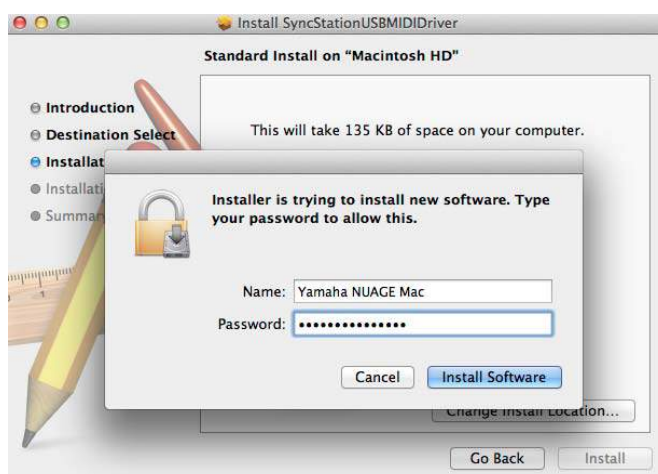 Install SyncStationUSBMIDIDriver
Standard Install on “Macintosh HD”
Introduction
Destination Select
This will take 135 KB of space on your computer.
Installat
Installati
Summar
Installer is trying to install new software. Type
your password to allow this.
Name: Yamaha NUAGE Mac
Password: •••••••••••••••
Cancel
Install Software
Change Install Location...
Go Back
Install